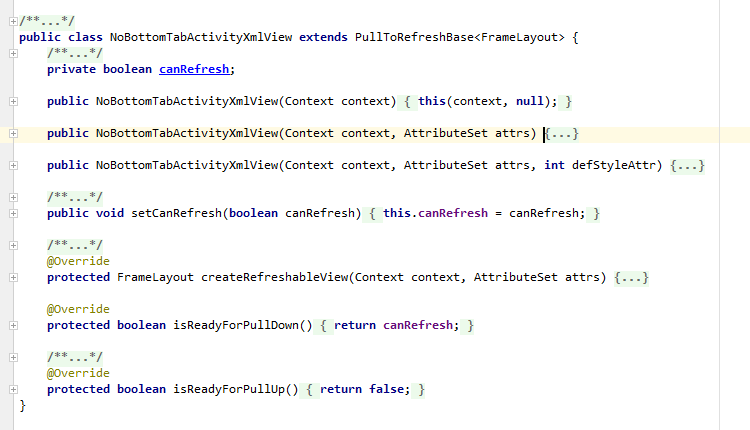 /**...*/
public class NoBottomTabActivityXmlView extends PullToRefreshBase<FrameLayout> {
/**...*/
private boolean canRefresh;
public NoBottomTabActivityXmlView(Context context) { this(context, null); }
public NoBottomTabActivityXmlView(Context context, AttributeSet attrs) {...}
public NoBottomTabActivityXmlView(Context context, AttributeSet attrs, int defStyleAttr) {...}
/**...*/
public void setCanRefresh(boolean canRefresh) { this.canRefresh = canRefresh; }
/**...*/
@Override
protected FrameLayout createRefreshableView(Context context, AttributeSet attrs) {...}
@Override
protected boolean isReadyForPullDown() { return canRefresh; }
/**...*/
@Override
protected boolean isReadyForPullUp() { return false; }
}